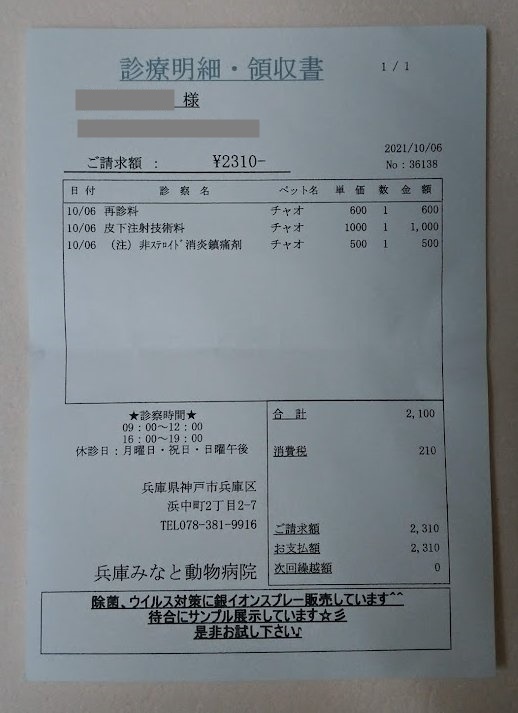 診療明細・領収書
1 / 1
様
2021/10/06
ご請求額 : ¥2310-
No：36138
日 付 診 察 名 ペット名 単 価 数 金 額
10/06 再診料 チャオ 600 1 600
10/06 皮下注射技術料 チャオ 1000 1 1,000
10/06 （注）非ｽﾃﾛｲﾄﾞ消炎鎮痛剤 チャオ 500 1 500
★診察時間★
09：00～12：00
16：00～19：00
休診日：月曜日・祝日・日曜午後
兵庫県神戸市兵庫区
浜中町2丁目2-7
TEL078-381-9916
兵庫みなと動物病院
合 計 2,100
消費税 210
ご請求額 2,310
お支払額 2,310
次回繰越額 0
除菌、ウイルス対策に銀イオンスプレー販売しています^^
待合にサンプル展示しています☆彡
是非お試し下さい♪